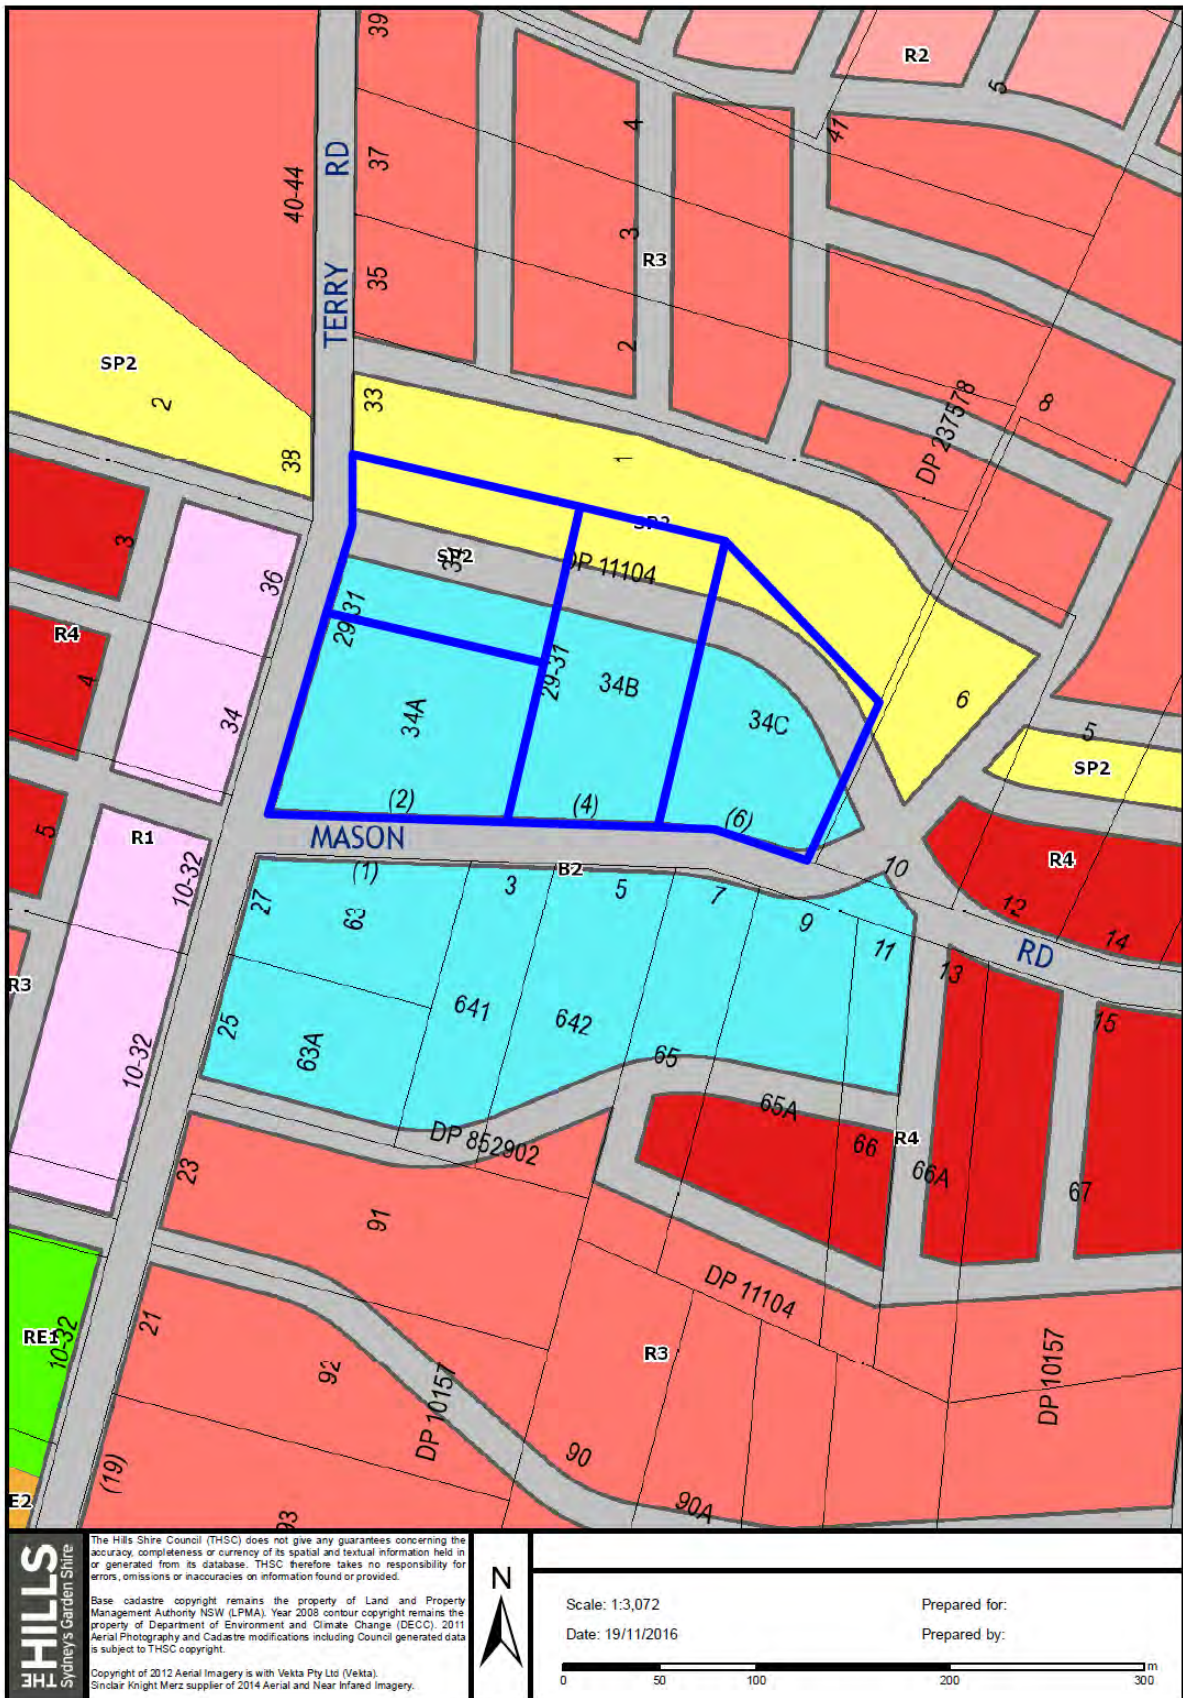 39
R2
5
4
41
37
RD
40-44
3
R3
35
TERRY
2
SP2
2
33
8
DP 237578
38
1
SP2
3
SP2
DP 11104
36
29-31
R4
29-31
34B
4
34A
34C
6
34
5
SP2
(2)
(4)
(6)
MASON
5
R1
(1)
B2
10
R4
10-32
27
63
3
5
7
9
11
12
14
RD
13
R3
641
642
25
15
10-32
63A
65
65A
DP 852902
66
R4
66A
67
23
91
DP 11104
21
RE1
10-32
92
R3
DP 10157
DP 10157
90
(19)
E2
93
90A
THE HILLS
Sydney's Garden Shire
The Hills Shire Council (THSC) does not give any guarantees concerning the
accuracy, completeness or currency of its spatial and textual information held in
or generated from its database. THSC therefore takes no responsibility for
errors, omissions or inaccuracies on information found or provided.
Base cadastre copyright remains the property of Land and Property
Management Authority NSW (LPMA). Year 2008 contour copyright remains the
property of Department of Environment and Climate Change (DECC). 2011
Aerial Photography and Cadastre modifications including Council generated data
is subject to THSC copyright.
Copyright of 2012 Aerial Imagery is with Vekta Pty Ltd (Vekta).
Sinclair Knight Merz supplier of 2014 Aerial and Near Infared Imagery.
N
Scale: 1:3,072
Prepared for:
Date: 19/11/2016
Prepared by:
m
0
50
100
200
300